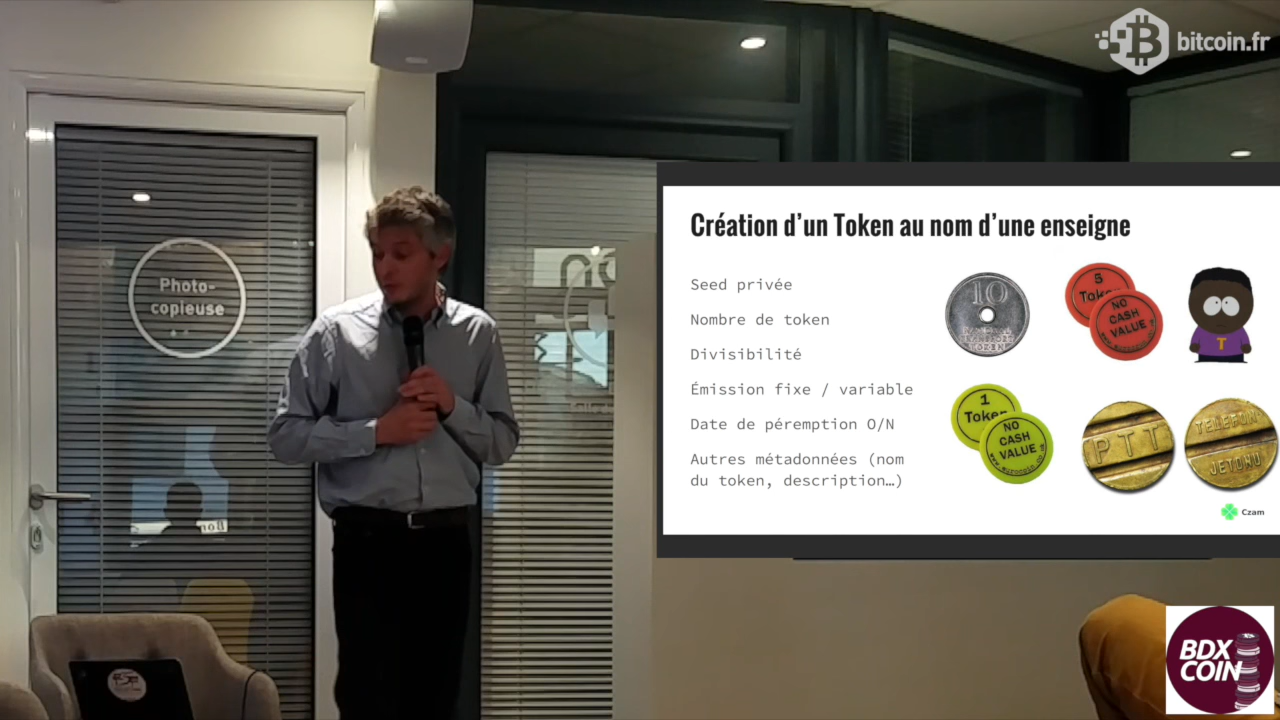 bitcoin.fr
Photo-
copieuse
Création d'un Token au nom d'une enseigne
Seed privée
Nombre de token
Divisibilité
Émission fixe / variable
Date de péremption O/N
Autres métadonnées (nom
du token, description…)
10
TRANSPORT
TOKEN
5
Token
NO
CASH
VALUE
T
1
Token
NO
CASH
VALUE
PTT
TELEFON
JETONU
Czam
BDX
COIN